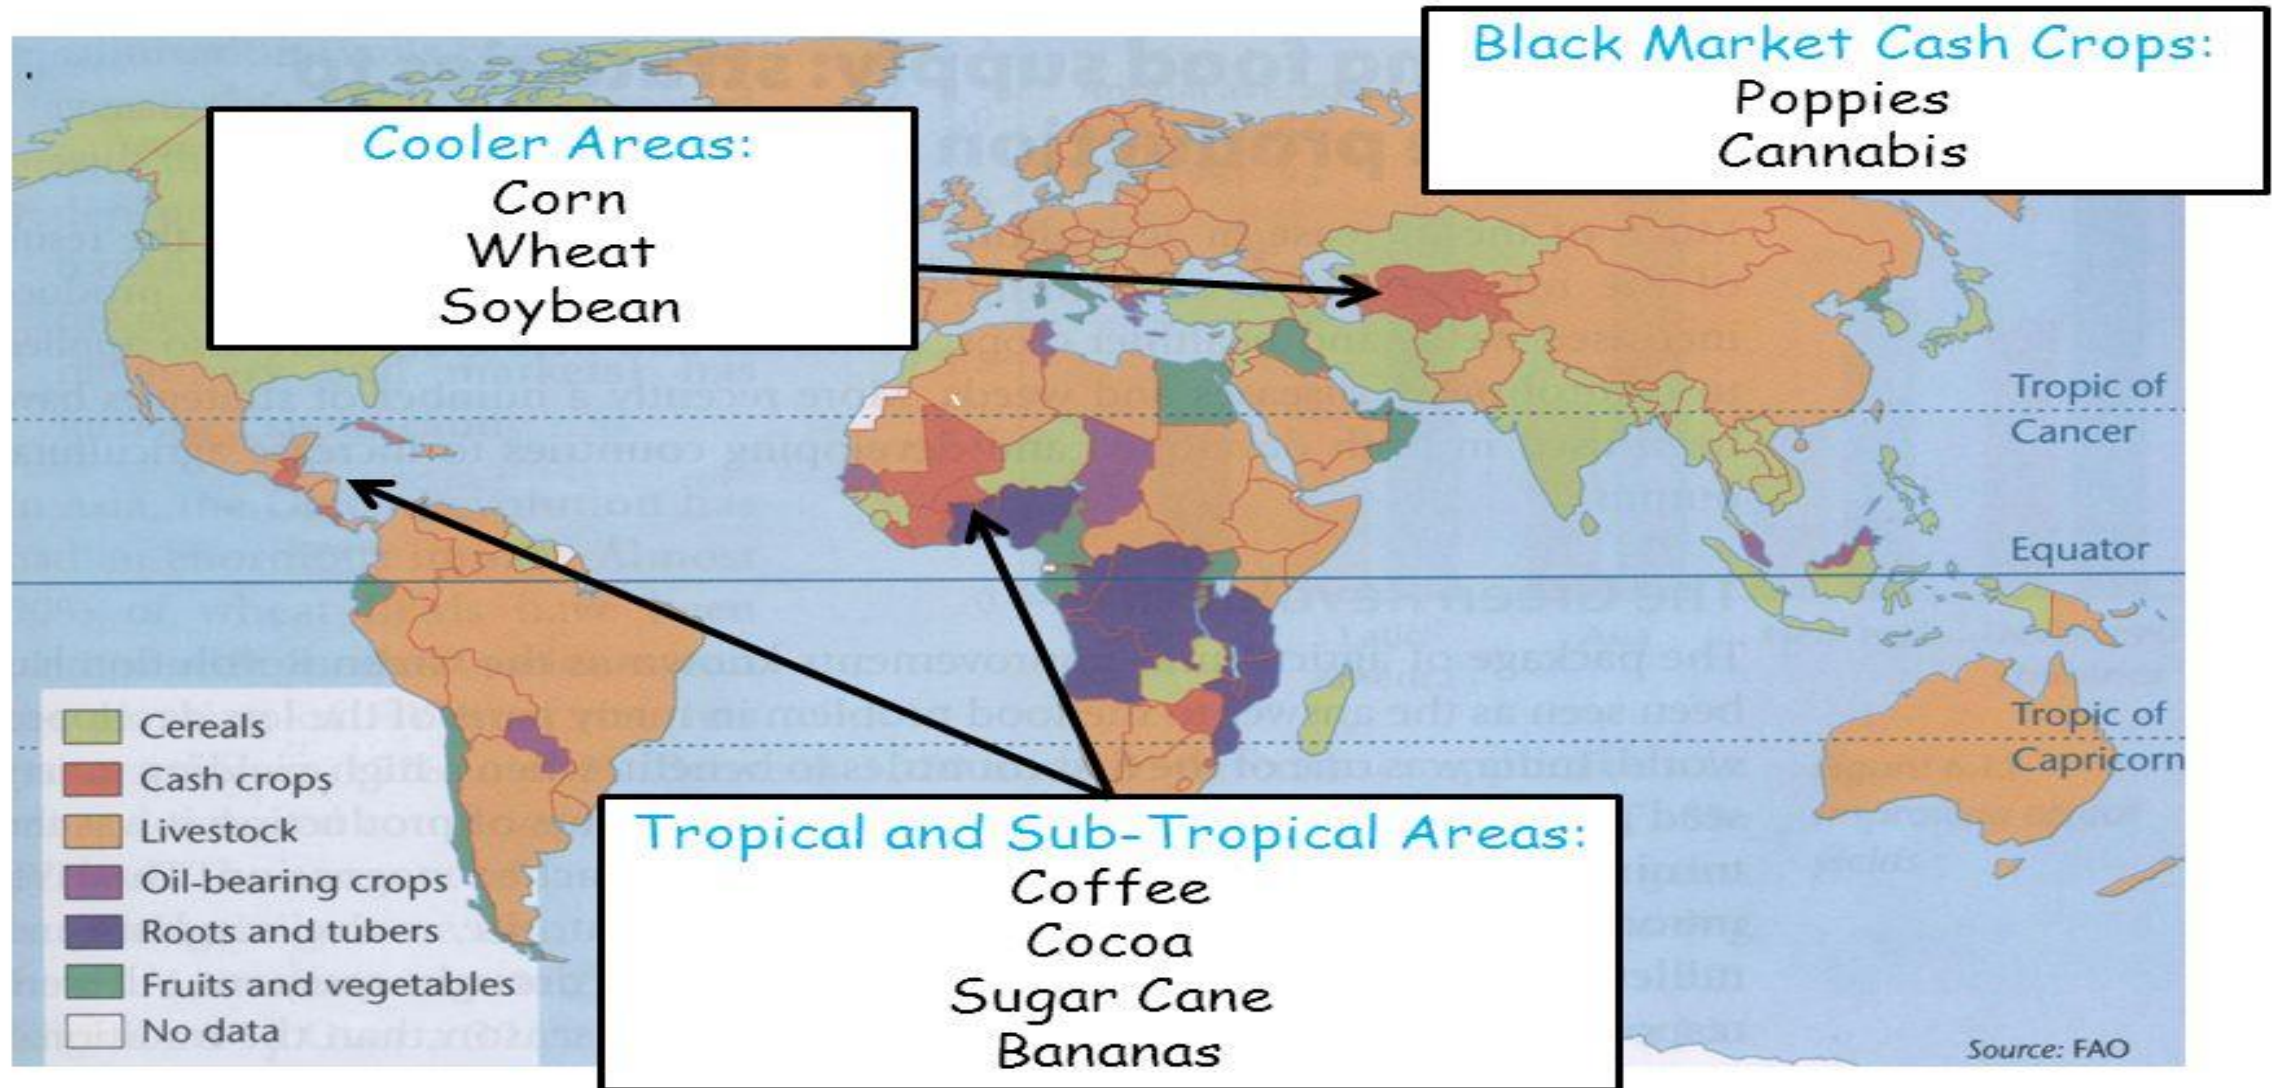 Black Market Cash Crops:
Poppies
Cannabis
Cooler Areas:
Corn
Wheat
Soybean
Tropic of
Cancer
Equator
Tropic of
Capricorn
Cereals
Cash crops
Livestock
Oil-bearing crops
Roots and tubers
Fruits and vegetables
No data
Tropical and Sub-Tropical Areas:
Coffee
Cocoa
Sugar Cane
Bananas
Source: FAO